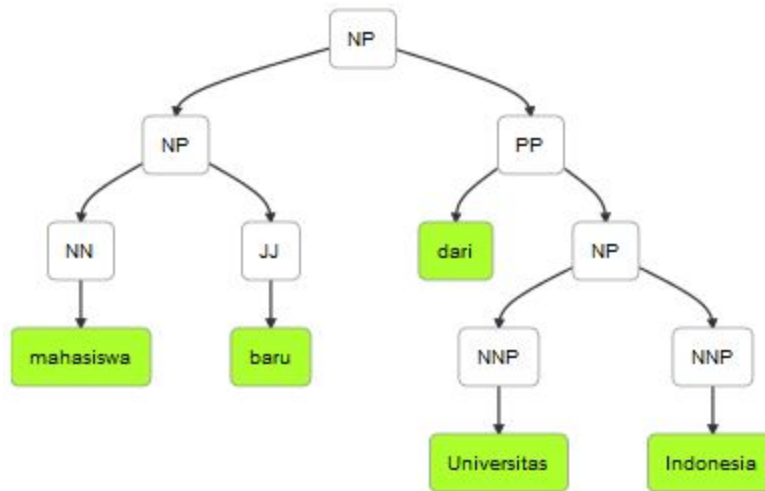 NP
NP PP
NN JJ dari NP
mahasiswa baru NNP NNP
Universitas Indonesia